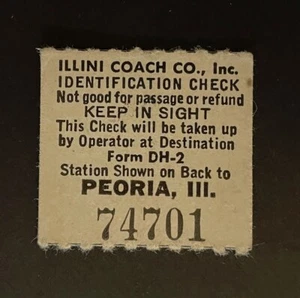 ILLINI COACH CO., Inc.
IDENTIFICATION CHECK
Not good for passage or refund
KEEP IN SIGHT
This Check will be taken up
by Operator at Destination
Form DH-2
Station Shown on Back to
PEORIA, Ill.
74701